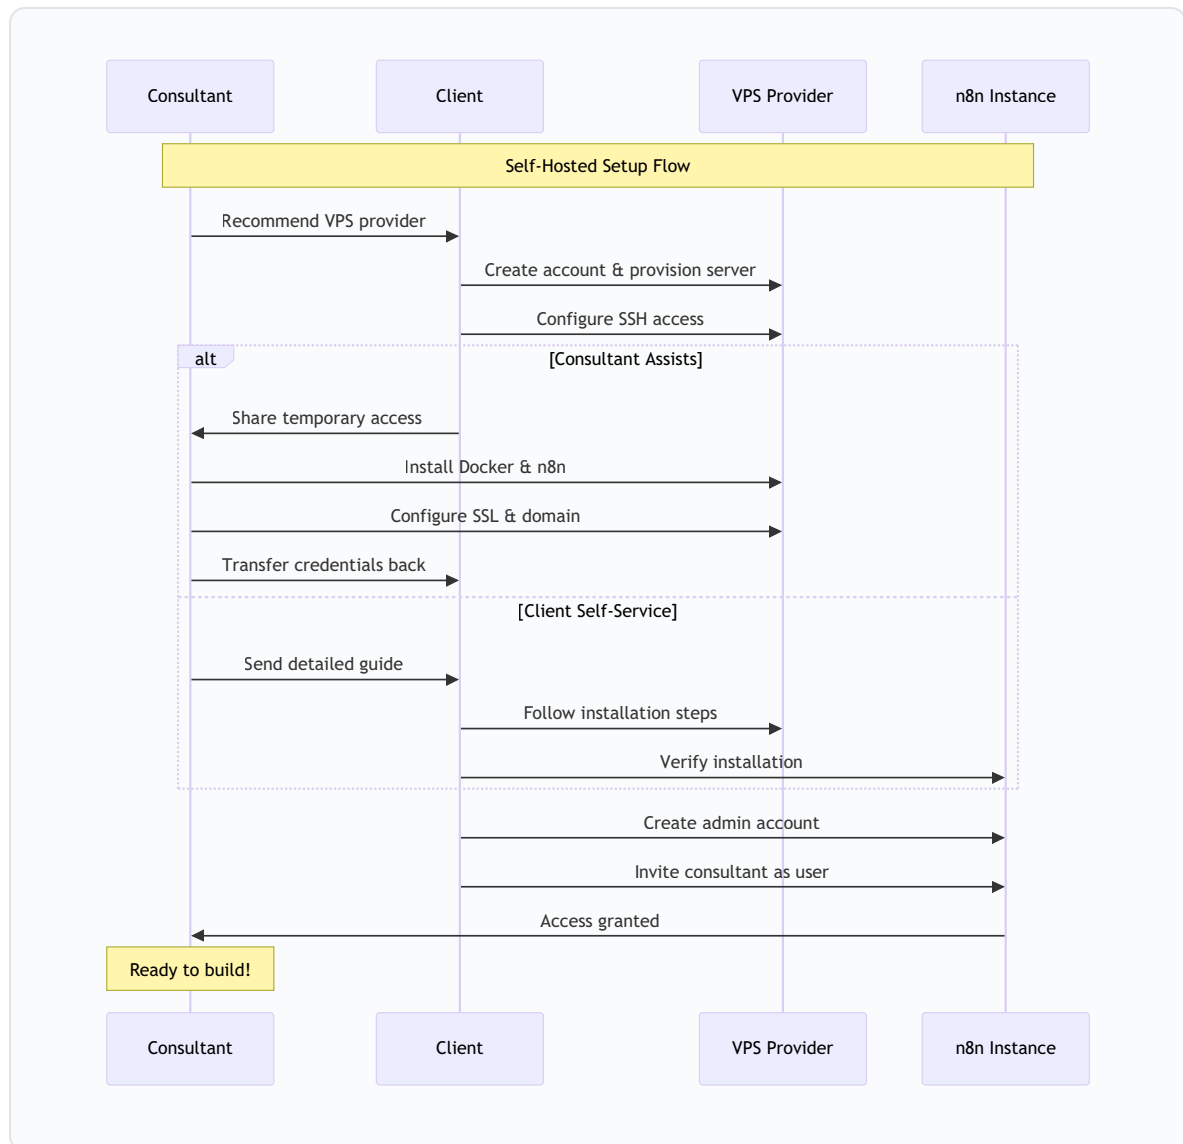 Consultant
Client
VPS Provider
n8n Instance
Self-Hosted Setup Flow
Recommend VPS provider
Create account & provision server
Configure SSH access
alt
[Consultant Assists]
Share temporary access
Install Docker & n8n
Configure SSL & domain
Transfer credentials back
[Client Self-Service]
Send detailed guide
Follow installation steps
Verify installation
Create admin account
Invite consultant as user
Access granted
Ready to build!
Consultant
Client
VPS Provider
n8n Instance